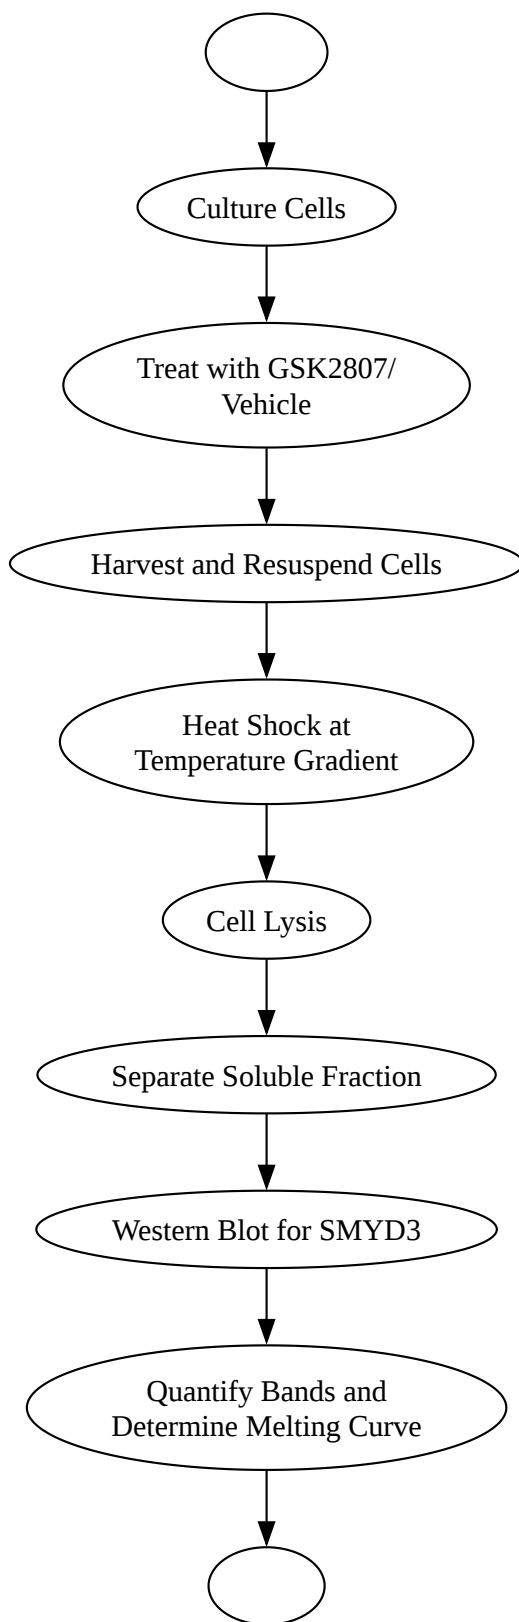 Culture Cells
Treat with GSK2807/
Vehicle
Harvest and Resuspend Cells
Heat Shock at
Temperature Gradient
Cell Lysis
Separate Soluble Fraction
Western Blot for SMYD3
Quantify Bands and
Determine Melting Curve